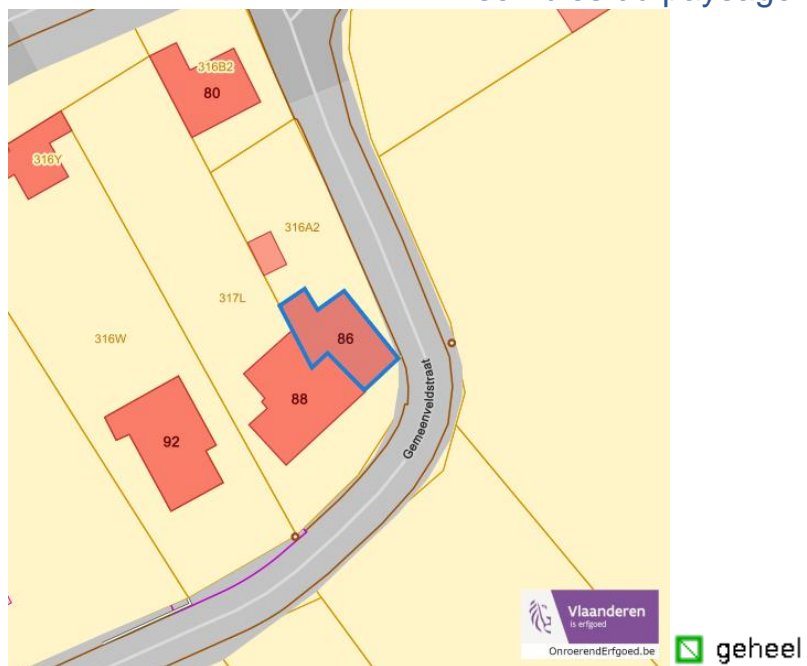 316B2
80
316Y
316A2
317L
316W
86
88
92
Gemeenveldstraat
Vlaanderen
is erfgoed
OnroerendErfgoed.be
geheel